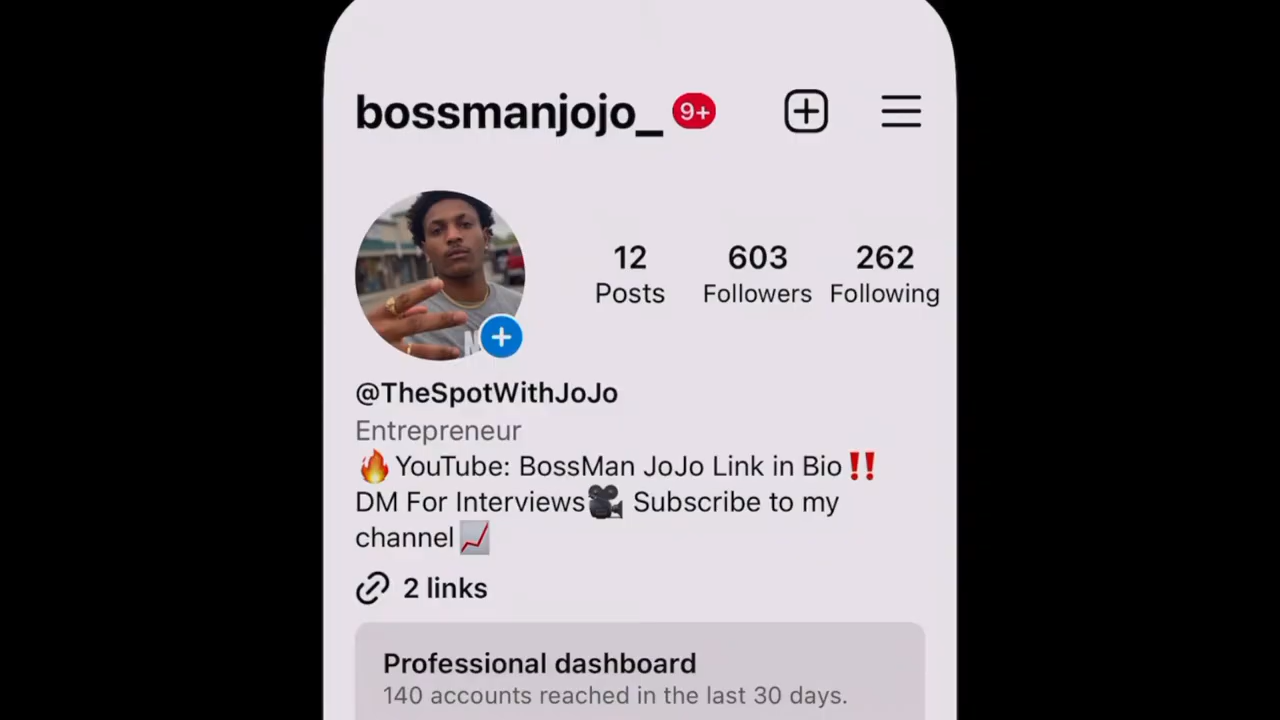 bossmanjojo_ 9+
12 603 262
Posts Followers Following
@TheSpotWithJoJo
Entrepreneur
🔥YouTube: BossMan JoJo Link in Bio‼️
DM For Interviews🎥 Subscribe to my
channel📈
2 links
Professional dashboard
140 accounts reached in the last 30 days.